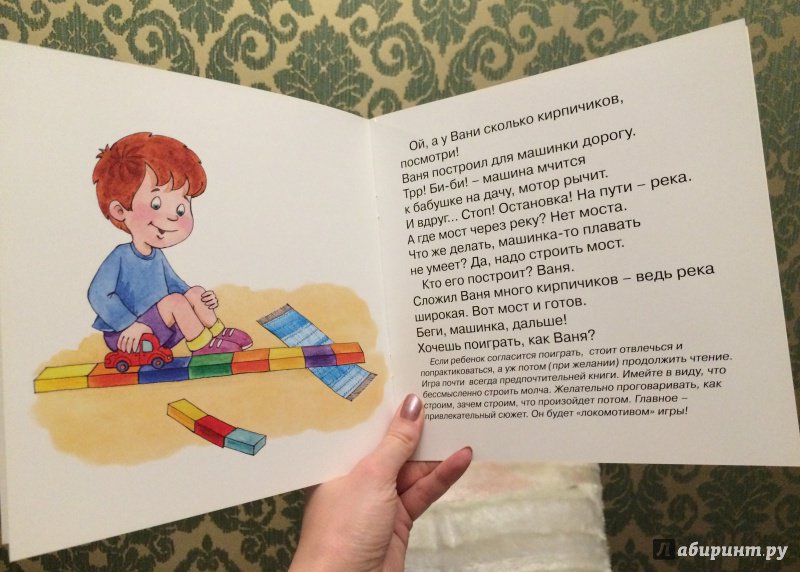 Ой, а у Вани сколько кирпичиков,
посмотри!
Ваня построил для машинки дорогу.
Трр! Би-би! – машина мчится
к бабушке на дачу, мотор рычит.
И вдруг... Стоп! Остановка! На пути – река.
А где мост через реку? Нет моста.
Что же делать, машинка-то плавать
не умеет? Да, надо строить мост.
Кто его построит? Ваня.
Сложил Ваня много кирпичиков – ведь река
широкая. Вот мост и готов.
Беги, машинка, дальше!
Хочешь поиграть, как Ваня?
Если ребенок согласится поиграть, стоит отвлечься и
попрактиковаться, а уж потом (при желании) продолжить чтение.
Игра почти всегда предпочтительней книги. Имейте в виду, что
бессмысленно строить молча. Желательно проговаривать, как
строим, зачем строим, что произойдет потом. Главное –
привлекательный сюжет. Он будет «локомотивом» игры!
Лабиринт.ру